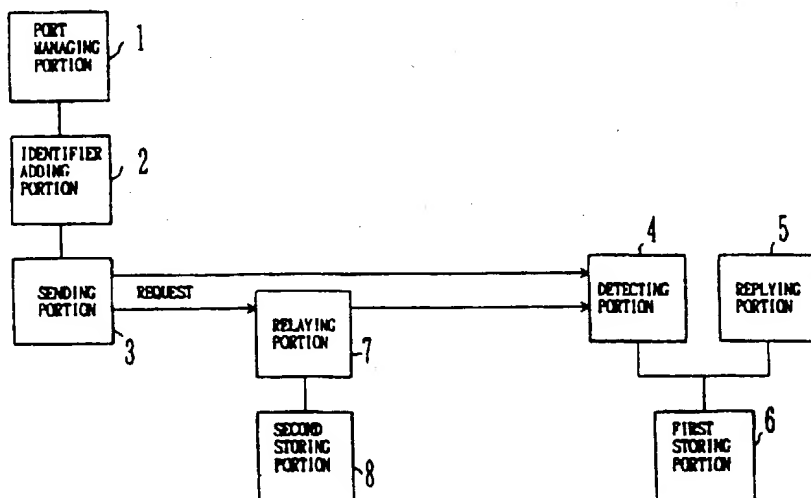 PORT
MANAGING
PORTION
1
IDENTIFIER
ADDING
PORTION
2
SENDING
PORTION
3
REQUEST
RELAYING
PORTION
7
SECOND
STORING
PORTION
8
DETECTING
PORTION
4
REPLYING
PORTION
5
FIRST
STORING
PORTION
6